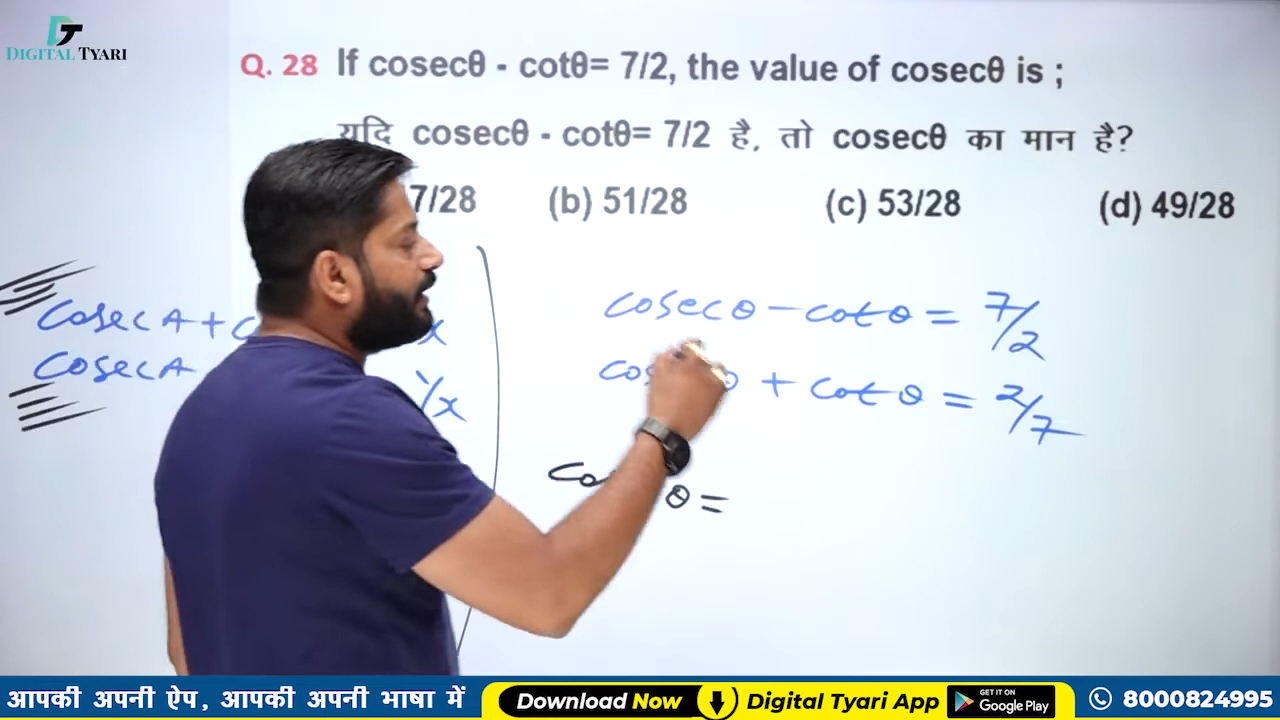 DIGITAL TYARI
Q. 28 If cosecθ - cotθ= 7/2, the value of cosecθ is ;
यदि cosecθ - cotθ= 7/2 है, तो cosecθ का मान है?
7/28 (b) 51/28 (c) 53/28 (d) 49/28
cosecA +
cosecA 1/x
cosecθ - cotθ = 7/2
θ + cotθ = 2/7
θ =
आपकी अपनी ऐप, आपकी अपनी भाषा में
Download Now Digital Tyari App GET IT ON Google Play 8000824995